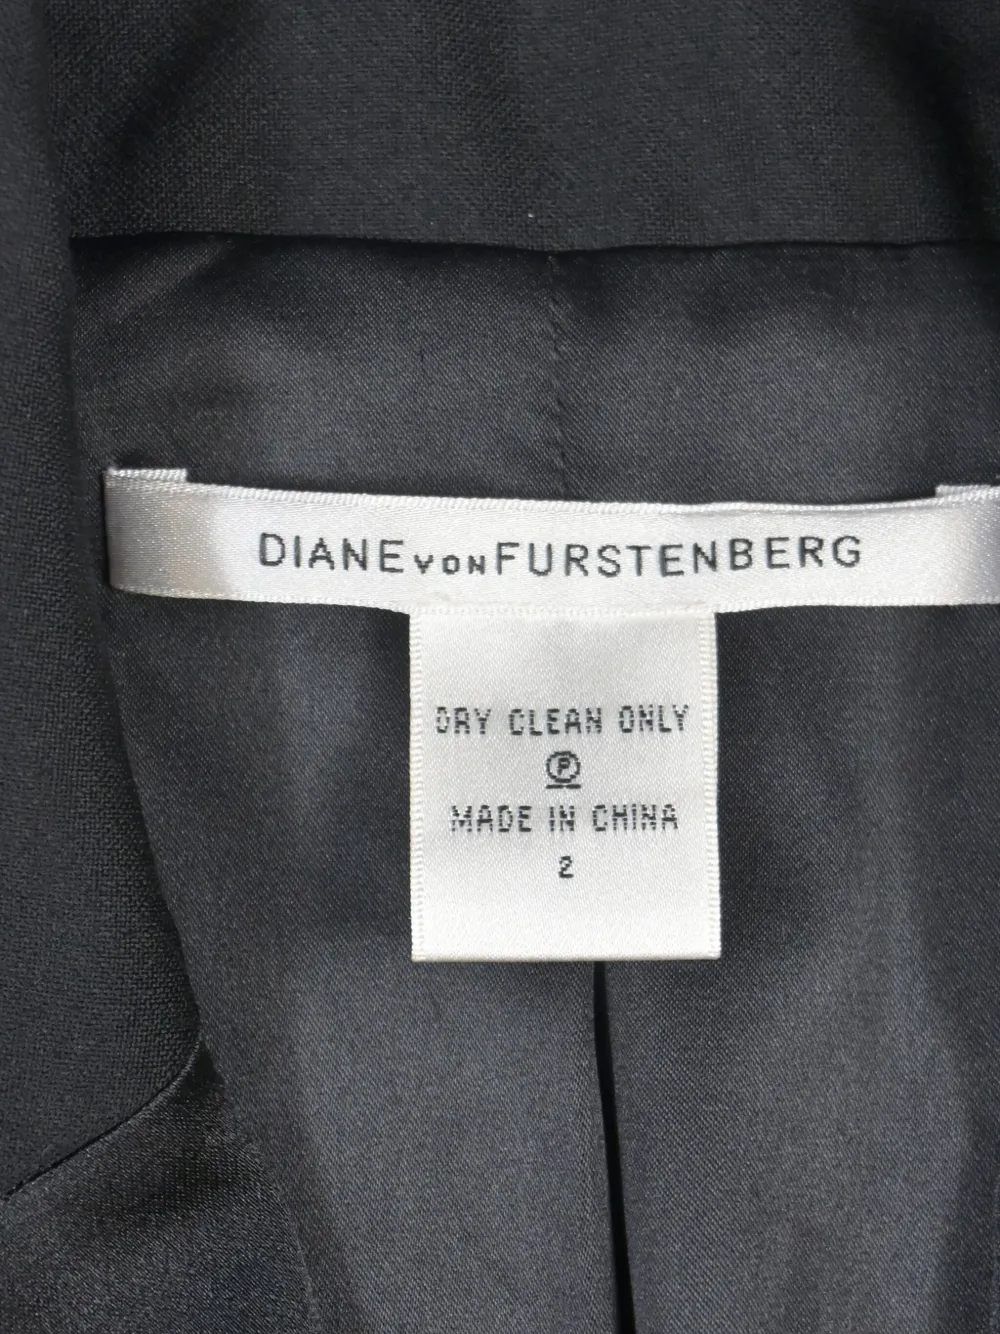 DIANE VON FURSTENBERG
DRY CLEAN ONLY
Ⓟ
MADE IN CHINA
2